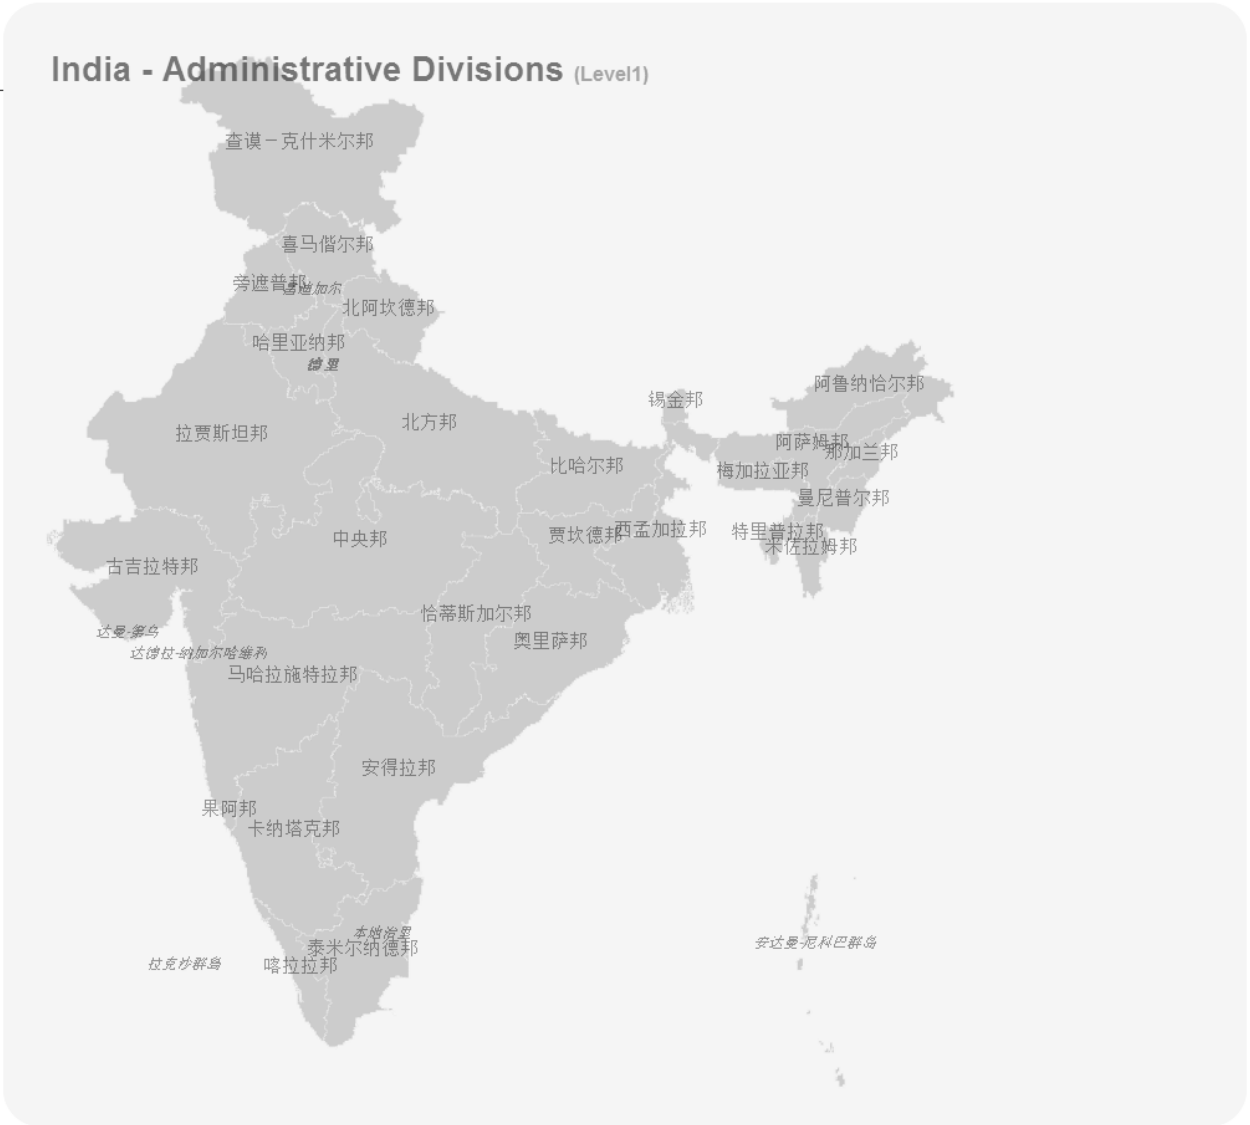 India - Administrative Divisions (Level1)
查谟－克什米尔邦
喜马偕尔邦
旁遮普邦
昌迪加尔
北阿坎德邦
哈里亚纳邦
德里
阿鲁纳恰尔邦
锡金邦
北方邦
拉贾斯坦邦
阿萨姆邦
那加兰邦
比哈尔邦
梅加拉亚邦
曼尼普尔邦
中央邦
贾坎德邦
西孟加拉邦
特里普拉邦
米佐拉姆邦
古吉拉特邦
恰蒂斯加尔邦
达曼-第乌
奥里萨邦
达德拉-纳加尔哈维利
马哈拉施特拉邦
安得拉邦
果阿邦
卡纳塔克邦
本地治里
泰米尔纳德邦
安达曼-尼科巴群岛
拉克沙群岛
喀拉拉邦